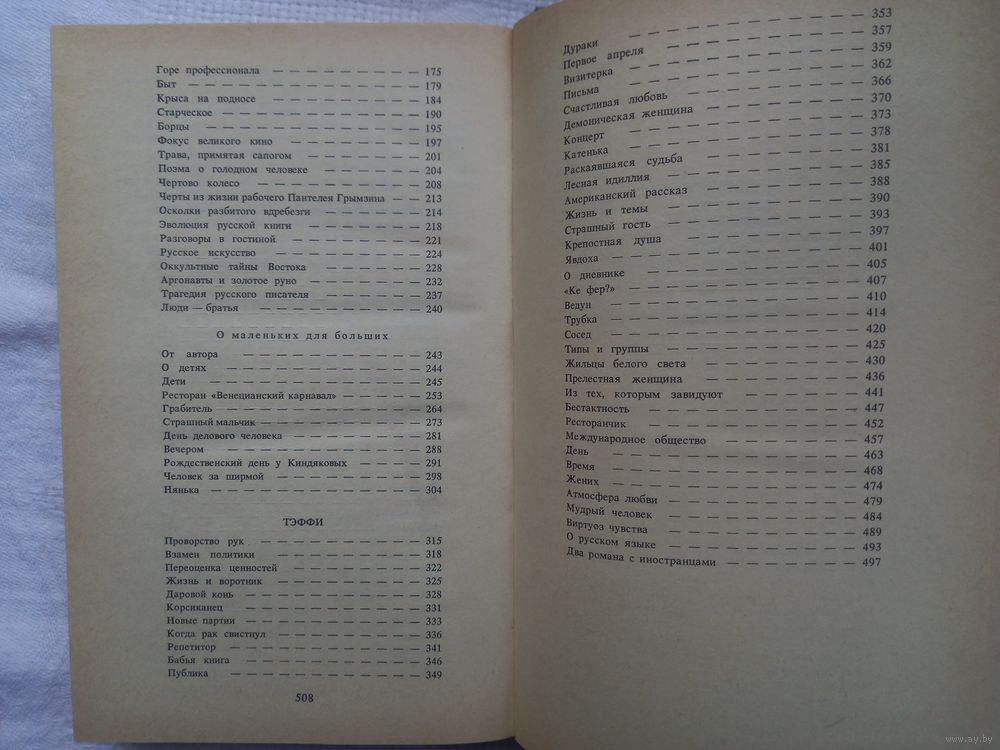 Горе профессионала — — — — — — — — — — 175
Быт — — — — — — — — — — — — — — — 179
Крыса на подносе — — — — — — — — — — 184
Старческое — — — — — — — — — — — — — 190
Борцы — — — — — — — — — — — — — — 195
Фокус великого кино — — — — — — — — — 197
Трава, примятая сапогом — — — — — — — — 201
Поэма о голодном человеке — — — — — — — 204
Чертово колесо — — — — — — — — — — — 208
Черты из жизни рабочего Пантелея Грымзина — — 213
Осколки разбитого вдребезги — — — — — — — 214
Эволюция русской книги — — — — — — — — 218
Разговоры в гостиной — — — — — — — — — 221
Русское искусство — — — — — — — — — — 224
Оккультные тайны Востока — — — — — — — 228
Аргонавты и золотое руно — — — — — — — — 232
Трагедия русского писателя — — — — — — — 237
Люди — братья — — — — — — — — — — — 240
О маленьких для больших
От автора — — — — — — — — — — — — 243
О детях — — — — — — — — — — — — — 244
Дети — — — — — — — — — — — — — — 245
Ресторан «Венецианский карнавал» — — — — — 253
Грабитель — — — — — — — — — — — — — 264
Страшный мальчик — — — — — — — — — — 273
День делового человека — — — — — — — — 281
Вечером — — — — — — — — — — — — — 288
Рождественский день у Киндяковых — — — — — 291
Человек за ширмой — — — — — — — — — — 298
Нянька — — — — — — — — — — — — — — 304
ТЭФФИ
Проворство рук — — — — — — — — — — — 315
Взамен политики — — — — — — — — — — 318
Переоценка ценностей — — — — — — — — — 322
Жизнь и воротник — — — — — — — — — — 325
Даровой конь — — — — — — — — — — — — 328
Корсиканец — — — — — — — — — — — — 331
Новые партии — — — — — — — — — — — 333
Когда рак свистнул — — — — — — — — — — 336
Репетитор — — — — — — — — — — — — — 341
Бабья книга — — — — — — — — — — — — 346
Публика — — — — — — — — — — — — — 349
508
Дураки — — — — — — — — — — — — — 353
Первое апреля — — — — — — — — — — — 357
Визитерка — — — — — — — — — — — — 359
Письма — — — — — — — — — — — — — 362
Счастливая любовь — — — — — — — — — — 366
Демоническая женщина — — — — — — — — — 370
Концерт — — — — — — — — — — — — — 373
Катенька — — — — — — — — — — — — — 378
Раскаявшаяся судьба — — — — — — — — — 381
Лесная идиллия — — — — — — — — — — — 385
Американский рассказ — — — — — — — — — 388
Жизнь и темы — — — — — — — — — — — 390
Страшный гость — — — — — — — — — — — 393
Крепостная душа — — — — — — — — — — 397
Явдоха — — — — — — — — — — — — — 401
О дневнике — — — — — — — — — — — — 405
«Ке фер?» — — — — — — — — — — — — 407
Ведун — — — — — — — — — — — — — — 410
Трубка — — — — — — — — — — — — — 414
Сосед — — — — — — — — — — — — — — 420
Типы и группы — — — — — — — — — — — 425
Жильцы белого света — — — — — — — — — 430
Прелестная женщина — — — — — — — — — 436
Из тех, которым завидуют — — — — — — — 441
Бестактность — — — — — — — — — — — — 447
Ресторанчик — — — — — — — — — — — — 452
Международное общество — — — — — — — — 457
День — — — — — — — — — — — — — — 463
Время — — — — — — — — — — — — — — 468
Жених — — — — — — — — — — — — — — 474
Атмосфера любви — — — — — — — — — — 479
Мудрый человек — — — — — — — — — — — 484
Виртуоз чувства — — — — — — — — — — — 489
О русском языке — — — — — — — — — — 493
Два романа с иностранцами — — — — — — — 497
www.ay.by